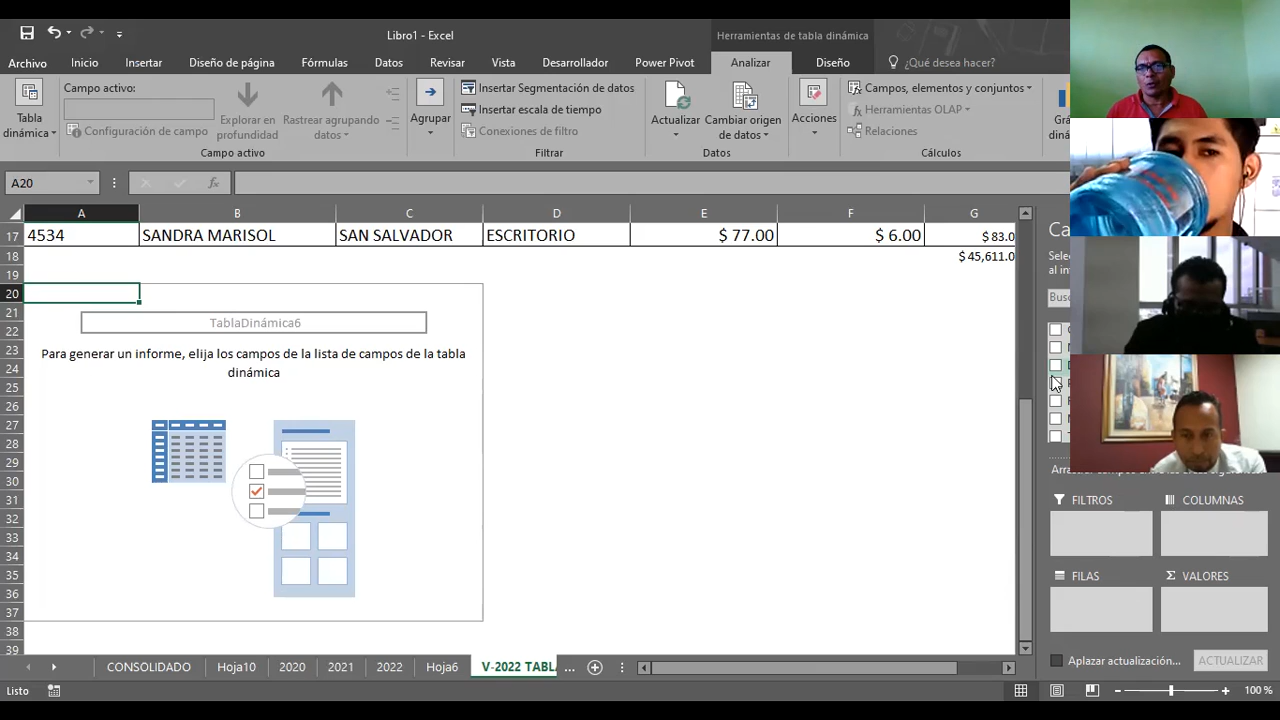 Libro1 - Excel
Herramientas de tabla dinámica
Archivo Inicio Insertar Diseño de página Fórmulas Datos Revisar Vista Desarrollador Power Pivot Analizar Diseño ¿Qué desea hacer?
Tabla dinámica
Campo activo:
Configuración de campo
Explorar en profundidad
Rastrear agrupando datos
Campo activo
Agrupar
Insertar Segmentación de datos
Insertar escala de tiempo
Conexiones de filtro
Filtrar
Actualizar
Cambiar origen de datos
Datos
Acciones
Campos, elementos y conjuntos
Herramientas OLAP
Relaciones
Cálculos
A20
fx
A B C D E F G
17 4534 SANDRA MARISOL SAN SALVADOR ESCRITORIO $ 77.00 $ 6.00 $ 83.0
18 $ 45,611.0
19
20
21
TablaDinámica6
22
23
Para generar un informe, elija los campos de la lista de campos de la tabla
24
dinámica
25
26
27
28
29
30
31
32
33
34
35
36
37
38
39
FILTROS COLUMNAS
FILAS Σ VALORES
CONSOLIDADO Hoja10 2020 2021 2022 Hoja6 V-2022 TABLA ...
Aplazar actualización... ACTUALIZAR
Listo
100 %